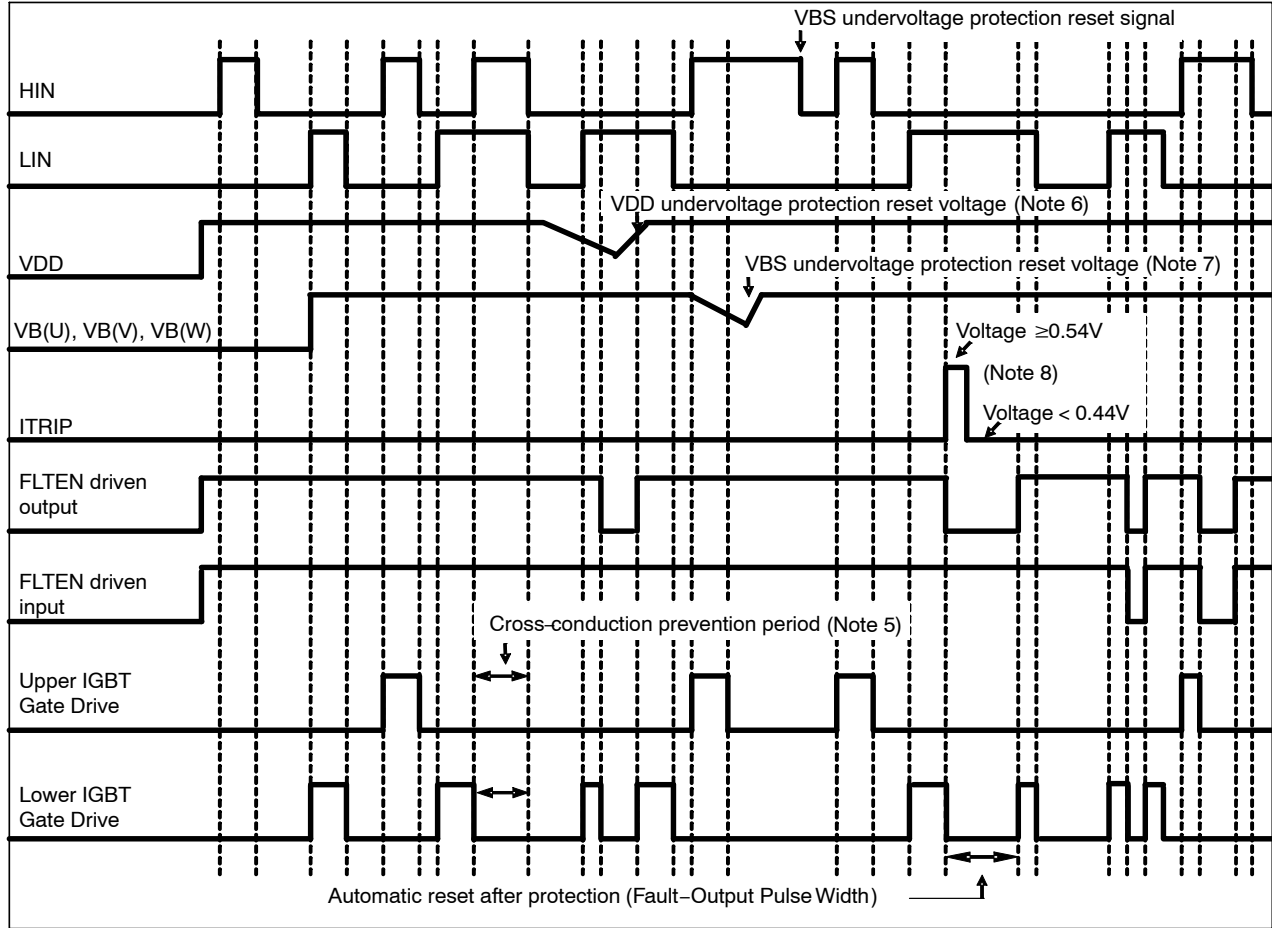 VBS undervoltage protection reset signal
HIN
LIN
VDD undervoltage protection reset voltage (Note 6)
VDD
VBS undervoltage protection reset voltage (Note 7)
VB(U), VB(V), VB(W)
Voltage ≥0.54V
(Note 8)
Voltage < 0.44V
ITRIP
FLTEN driven
output
FLTEN driven
input
Cross-conduction prevention period (Note 5)
Upper IGBT
Gate Drive
Lower IGBT
Gate Drive
Automatic reset after protection (Fault-Output Pulse Width)